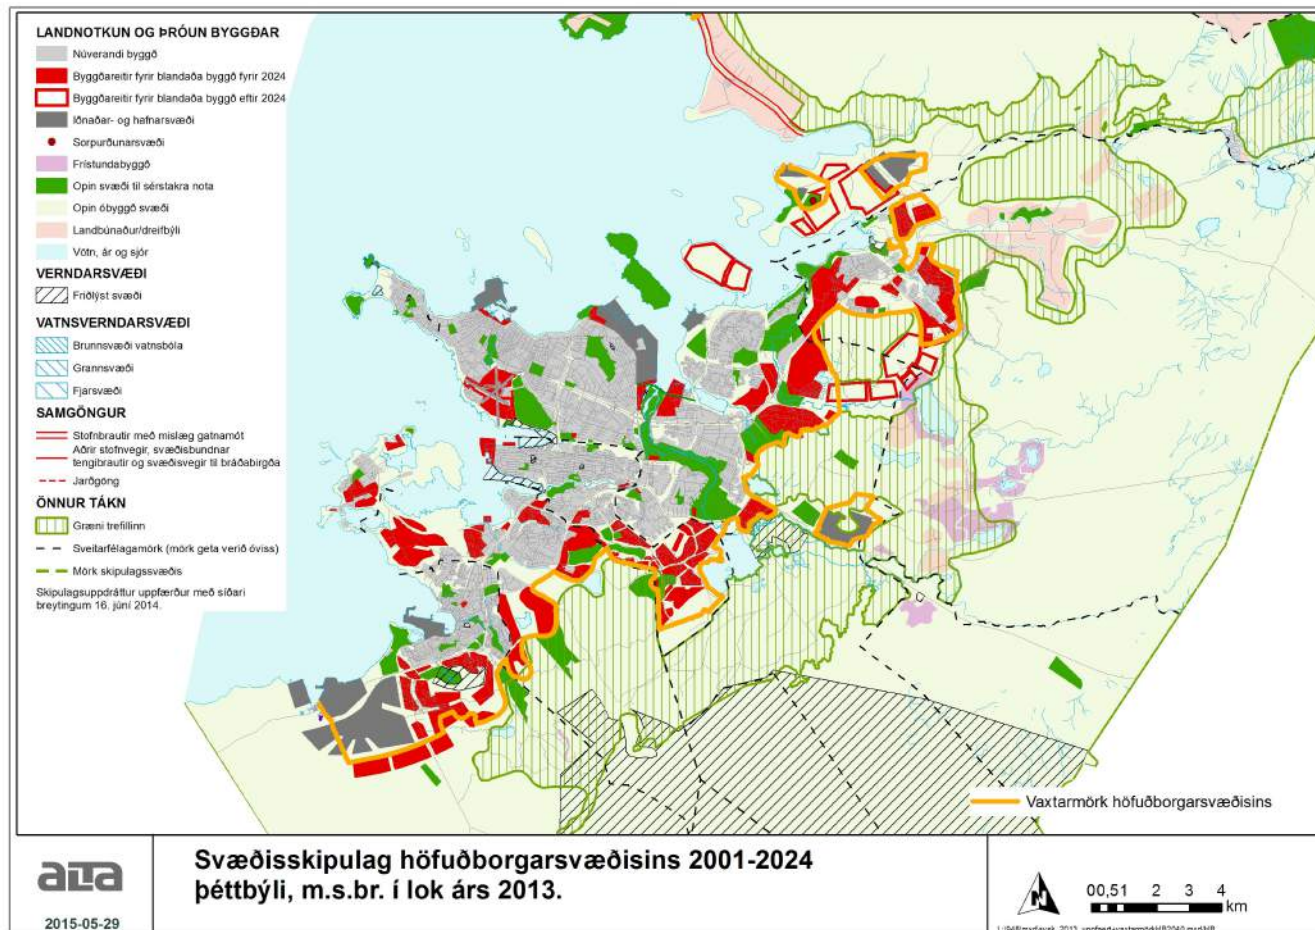 LANDNOTKUN OG ÞRÓUN BYGGÐAR
Núverandi byggð
Byggðareitir fyrir blandaða byggð fyrir 2024
Byggðareitir fyrir blandaða byggð eftir 2024
Iðnaðar- og hafnarsvæði
Sorpurðunarsvæði
Frístundabyggð
Opin svæði til sérstakra nota
Opin óbyggð svæði
Landbúnaður/dreifbýli
Vötn, ár og sjór
VERNDARSVÆÐI
Friðlýst svæði
VATNSVERNDARSVÆÐI
Brunnsvæði vatnsbóla
Grannsvæði
Fjarsvæði
SAMGÖNGUR
Stofnbrautir með mislæg gatnamót
Aðrir stofnvegir, svæðisbundnar
tengibrautir og svæðisvegir til bráðabirgða
Jarðgöng
ÖNNUR TÁKN
Græni trefillinn
Sveitarfélagamörk (mörk geta verið óviss)
Mörk skipulagssvæðis
Skipulagsuppdráttur uppfærður með síðari
breytingum 16. júní 2014.
Vaxtarmörk höfuðborgarsvæðisins
aLTa
2015-05-29
Svæðisskipulag höfuðborgarsvæðisins 2001-2024
þéttbýli, m.s.br. í lok árs 2013.
N
00,51 2 3 4
km